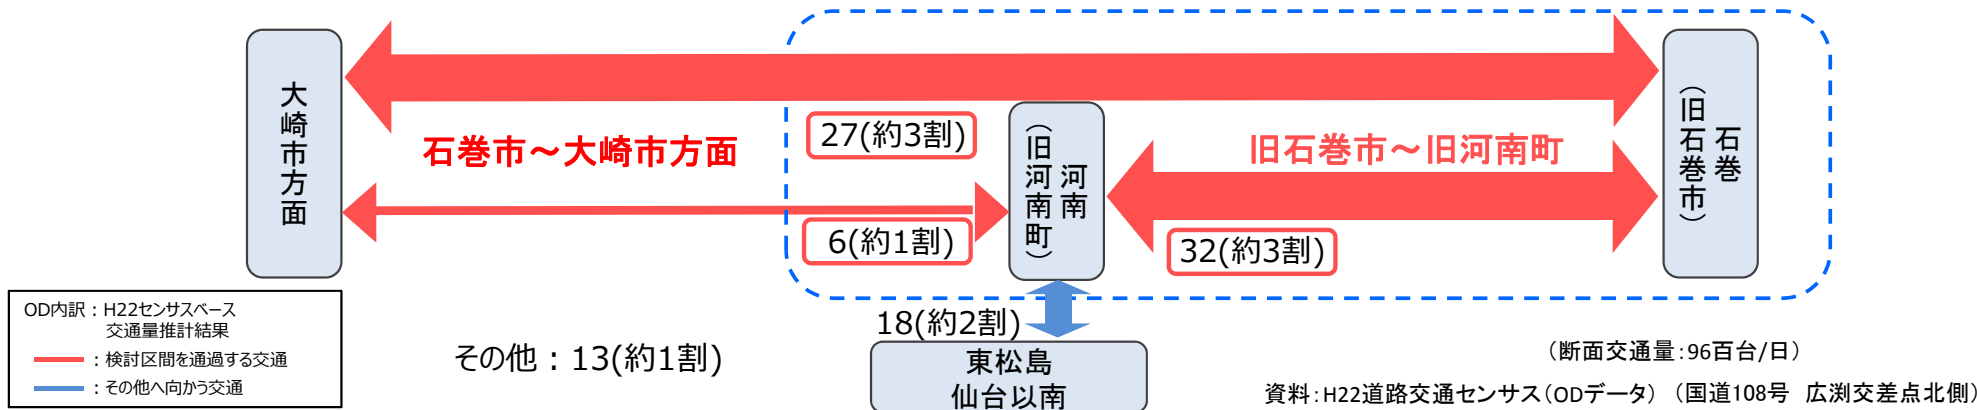 大崎市方面
石巻市～大崎市方面
27(約3割)
6(約1割)
河南
（旧河南町）
旧石巻市～旧河南町
32(約3割)
石巻
（旧石巻市）
18(約2割)
東松島
仙台以南
その他：13(約1割)
OD内訳：H22センサスベース
交通量推計結果
：検討区間を通過する交通
：その他へ向かう交通
（断面交通量：96百台/日）
資料：H22道路交通センサス（ODデータ）（国道108号　広渕交差点北側）